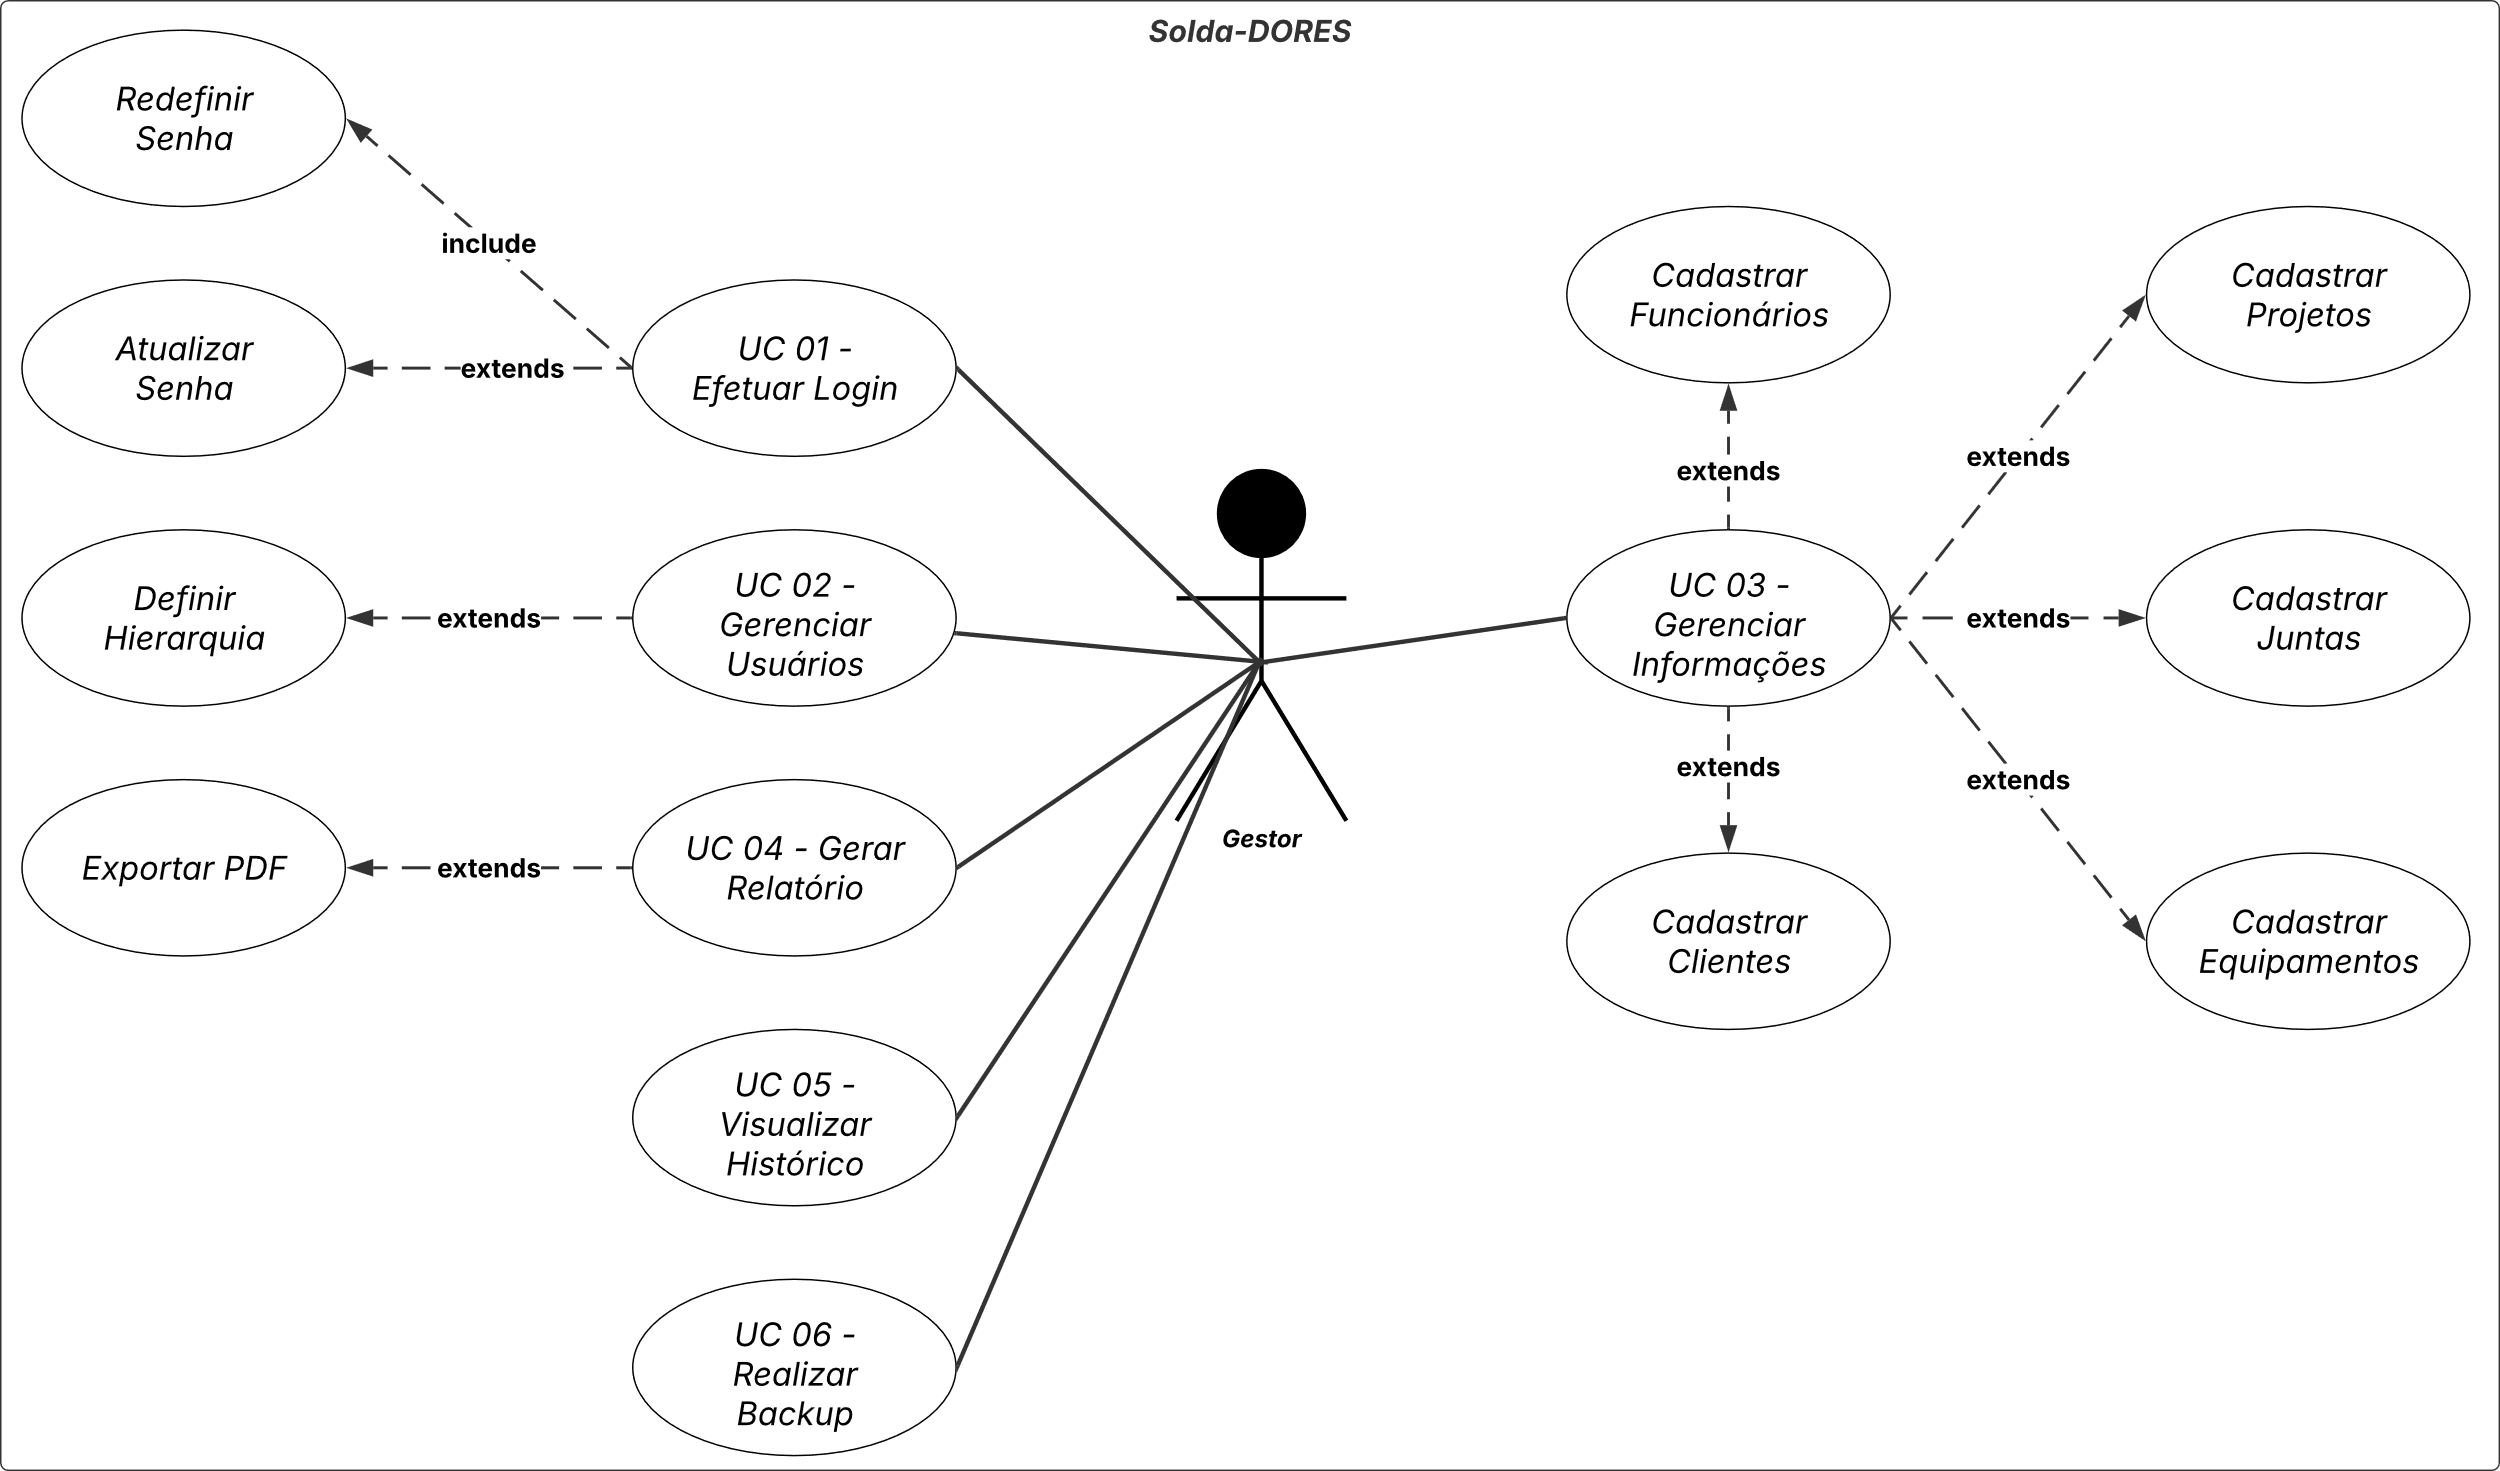 Solda-DORES
Redefinir
Senha
include
Atualizar
Senha
extends
UC 01 -
Efetuar Login
Definir
Hierarquia
extends
UC 02 -
Gerenciar
Usuários
Exportar PDF
extends
UC 04 - Gerar
Relatório
UC 05 -
Visualizar
Histórico
UC 06 -
Realizar
Backup
Gestor
Cadastrar
Funcionários
extends
UC 03 -
Gerenciar
Informações
extends
Cadastrar
Clientes
extends
Cadastrar
Projetos
extends
Cadastrar
Juntas
extends
Cadastrar
Equipamentos